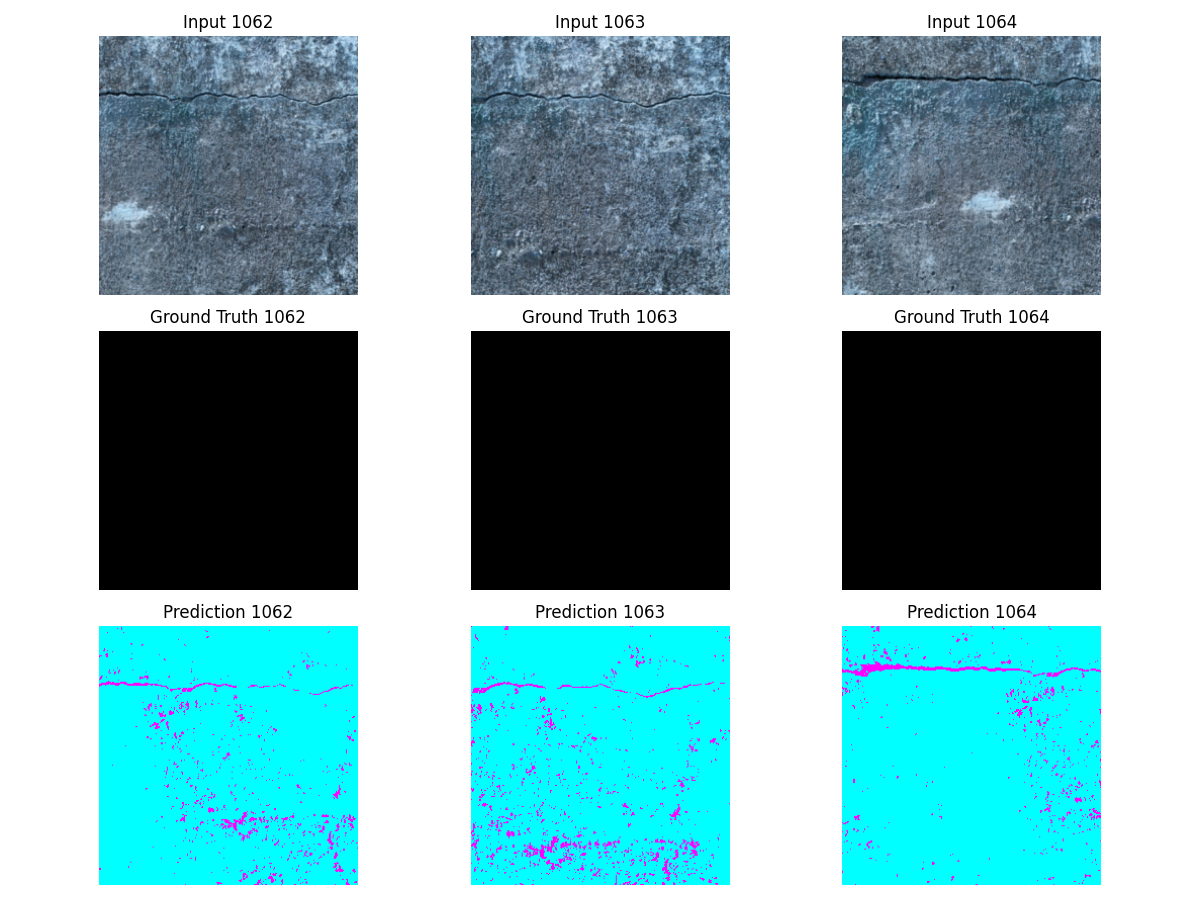 Input 1062
Input 1063
Input 1064
Ground Truth 1062
Ground Truth 1063
Ground Truth 1064
Prediction 1062
Prediction 1063
Prediction 1064